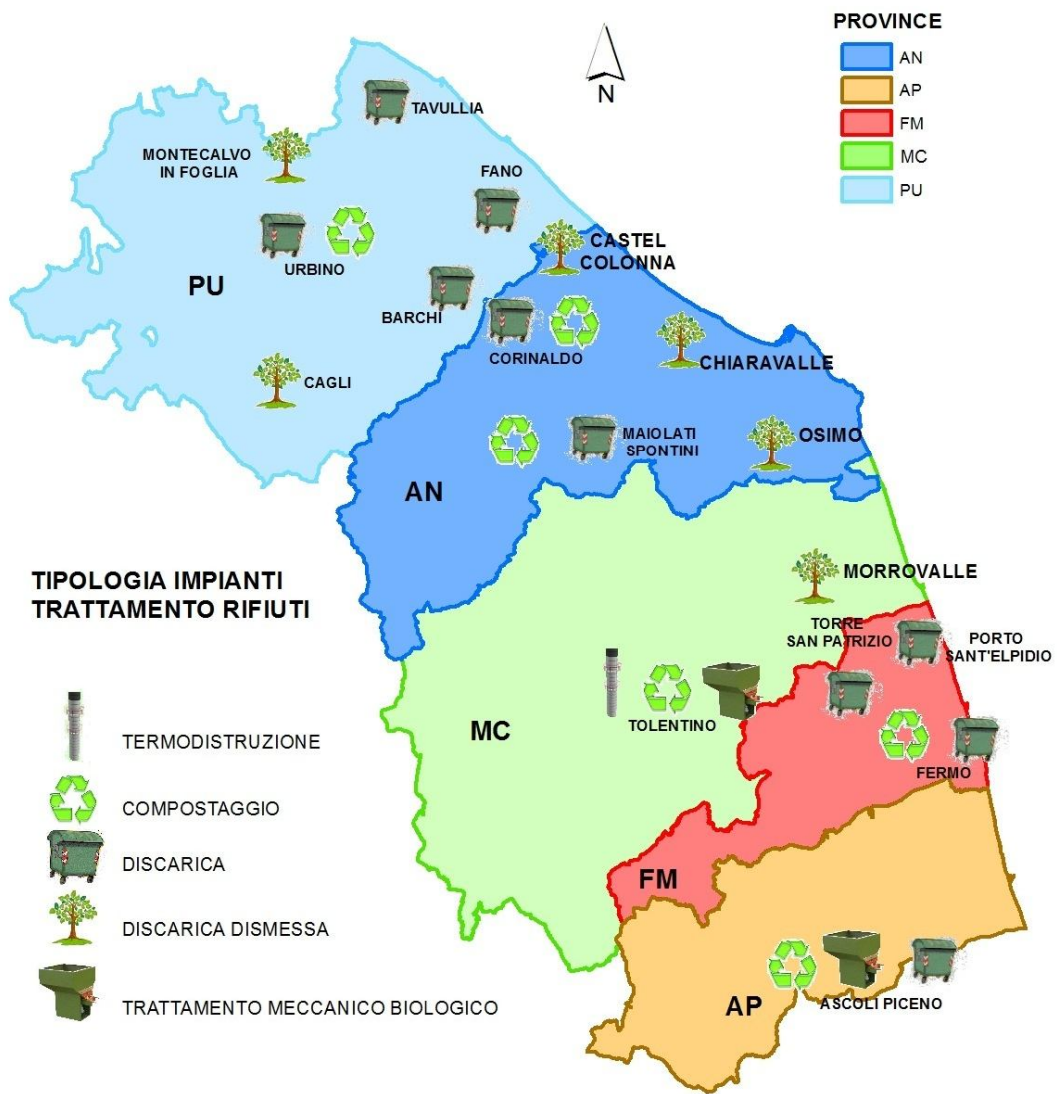 PROVINCE
AN
AP
FM
MC
PU
N
TAVULLIA
MONTECALVO
IN FOGLIA
FANO
URBINO
CASTEL
COLONNA
PU
BARCHI
CORINALDO
CHIARAVALLE
CAGLI
MAIOLATI
SPONTINI
OSIMO
AN
TIPOLOGIA IMPIANTI
TRATTAMENTO RIFIUTI
MORROVALLE
TORRE
SAN PATRIZIO
PORTO
SANT'ELPIDIO
MC
TOLENTINO
FERMO
TERMODISTRUZIONE
COMPOSTAGGIO
DISCARICA
FM
DISCARICA DISMESSA
TRATTAMENTO MECCANICO BIOLOGICO
AP
ASCOLI PICENO